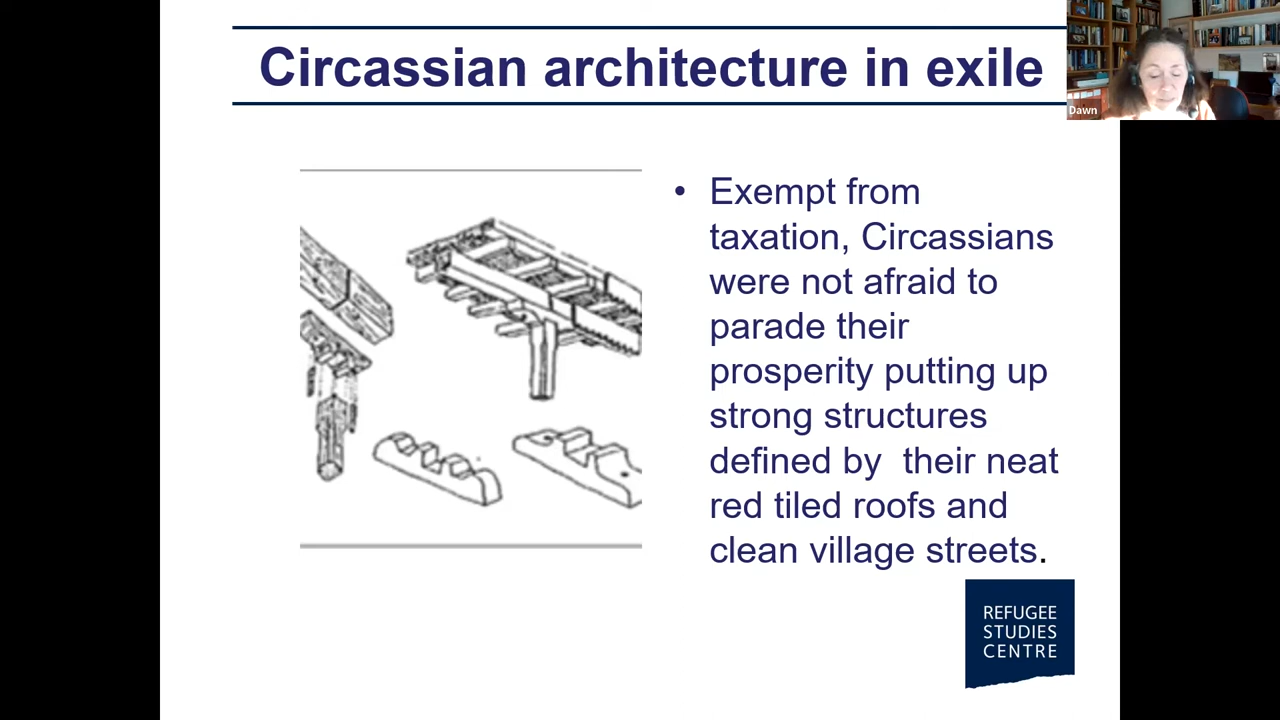 Circassian architecture in exile
Dawn
• Exempt from
taxation, Circassians
were not afraid to
parade their
prosperity putting up
strong structures
defined by  their neat
red tiled roofs and
clean village streets.
REFUGEE
STUDIES
CENTRE